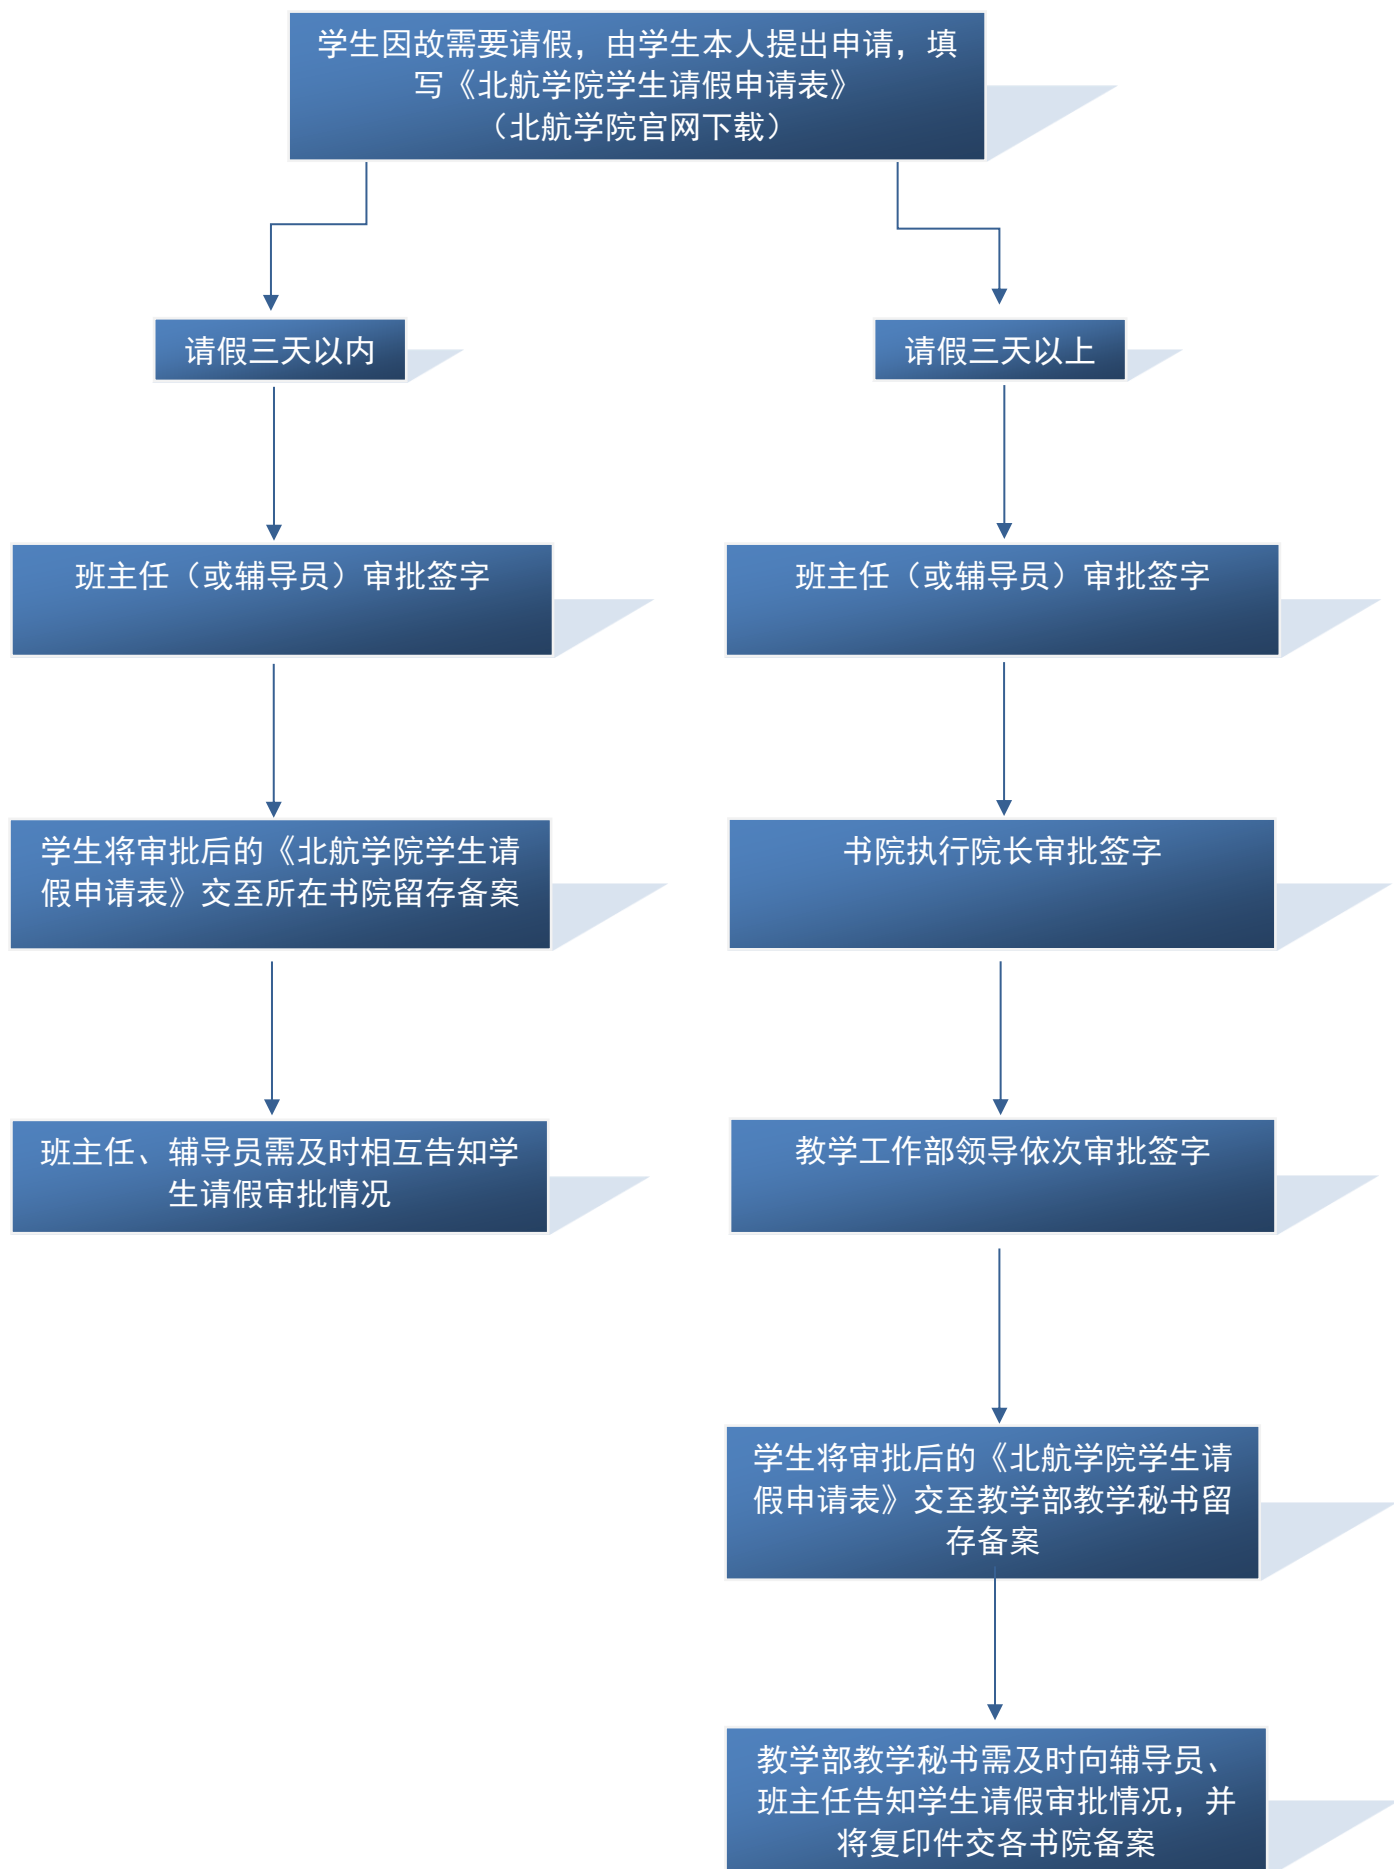 学生因故需要请假，由学生本人提出申请，填
写《北航学院学生请假申请表》
（北航学院官网下载）
请假三天以内
请假三天以上
班主任（或辅导员）审批签字
班主任（或辅导员）审批签字
学生将审批后的《北航学院学生请
假申请表》交至所在书院留存备案
书院执行院长审批签字
班主任、辅导员需及时相互告知学
生请假审批情况
教学工作部领导依次审批签字
学生将审批后的《北航学院学生请
假申请表》交至教学部教学秘书留
存备案
教学部教学秘书需及时向辅导员、
班主任告知学生请假审批情况，并
将复印件交各书院备案